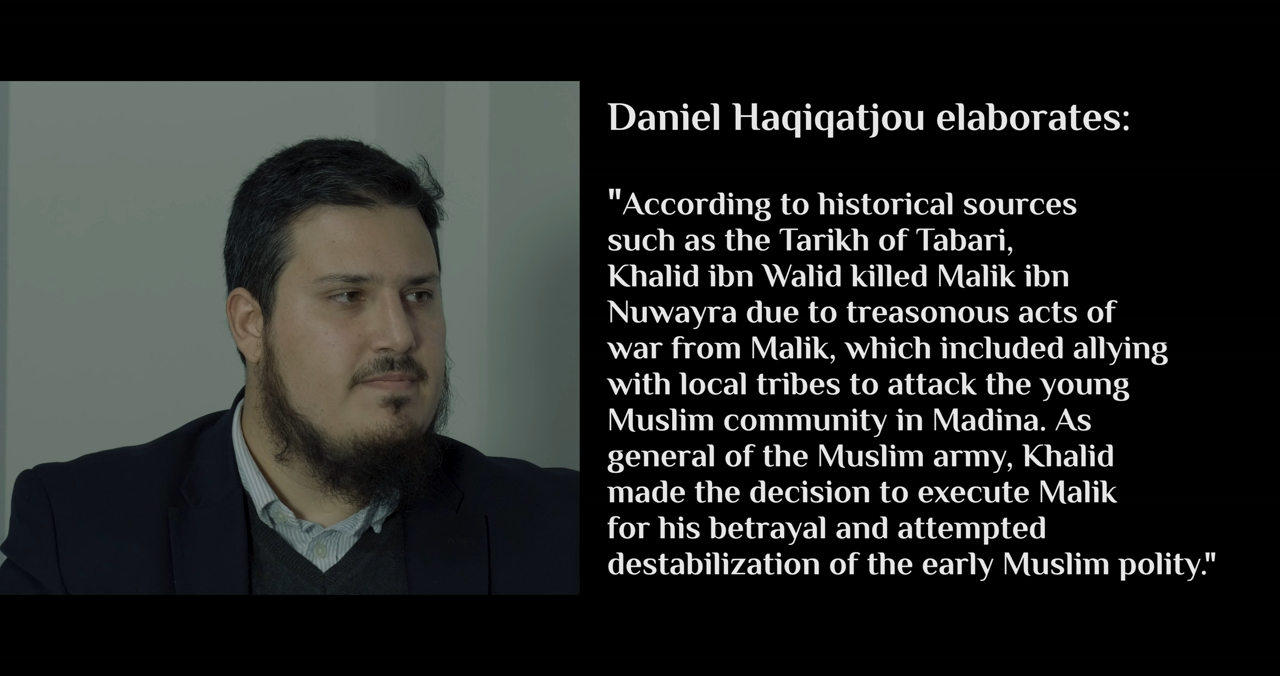 Daniel Haqiqatjou elaborates:
"According to historical sources
such as the Tarikh of Tabari,
Khalid ibn Walid killed Malik ibn
Nuwayra due to treasonous acts of
war from Malik, which included allying
with local tribes to attack the young
Muslim community in Madina. As
general of the Muslim army, Khalid
made the decision to execute Malik
for his betrayal and attempted
destabilization of the early Muslim polity."